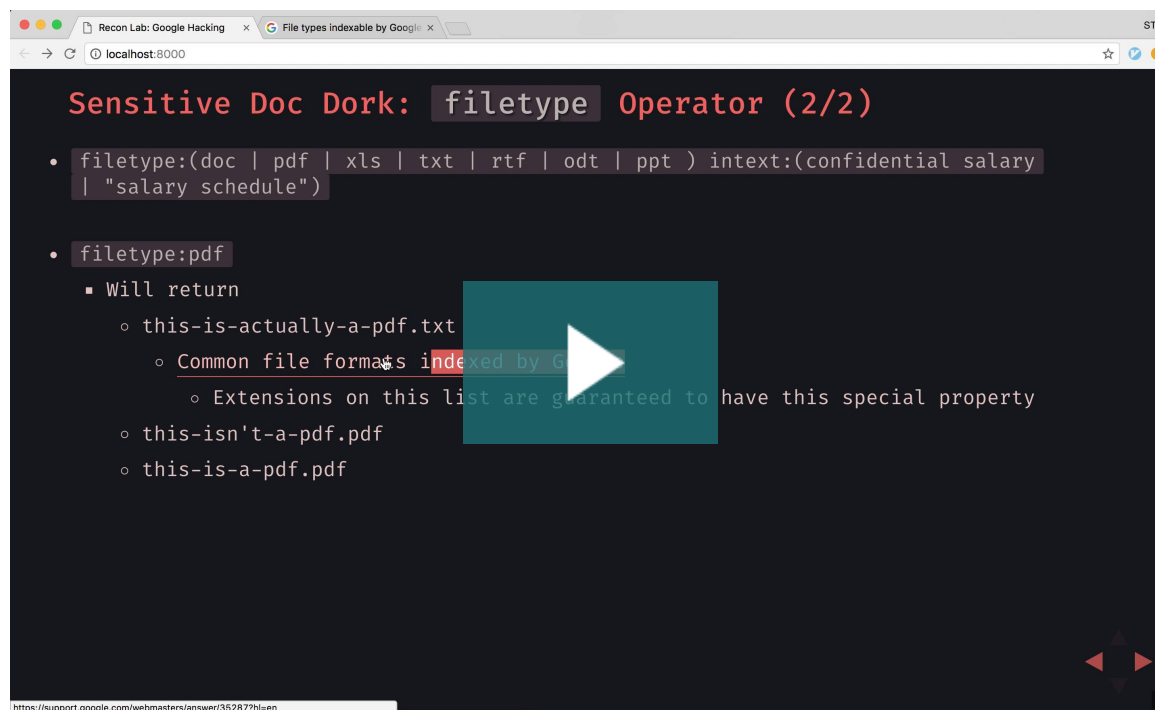 Recon Lab: Google Hacking
File types indexable by Google
ST
localhost:8000
Sensitive Doc Dork: filetype Operator (2/2)
filetype:(doc | pdf | xls | txt | rtf | odt | ppt ) intext:(confidential salary
| "salary schedule")
filetype:pdf
Will return
this-is-actually-a-pdf.txt
Common file formats indexed by
Extensions on this list are guaranteed to have this special property
this-isn't-a-pdf.pdf
this-is-a-pdf.pdf
https://support.google.com/webmasters/answer/35287?hl=en